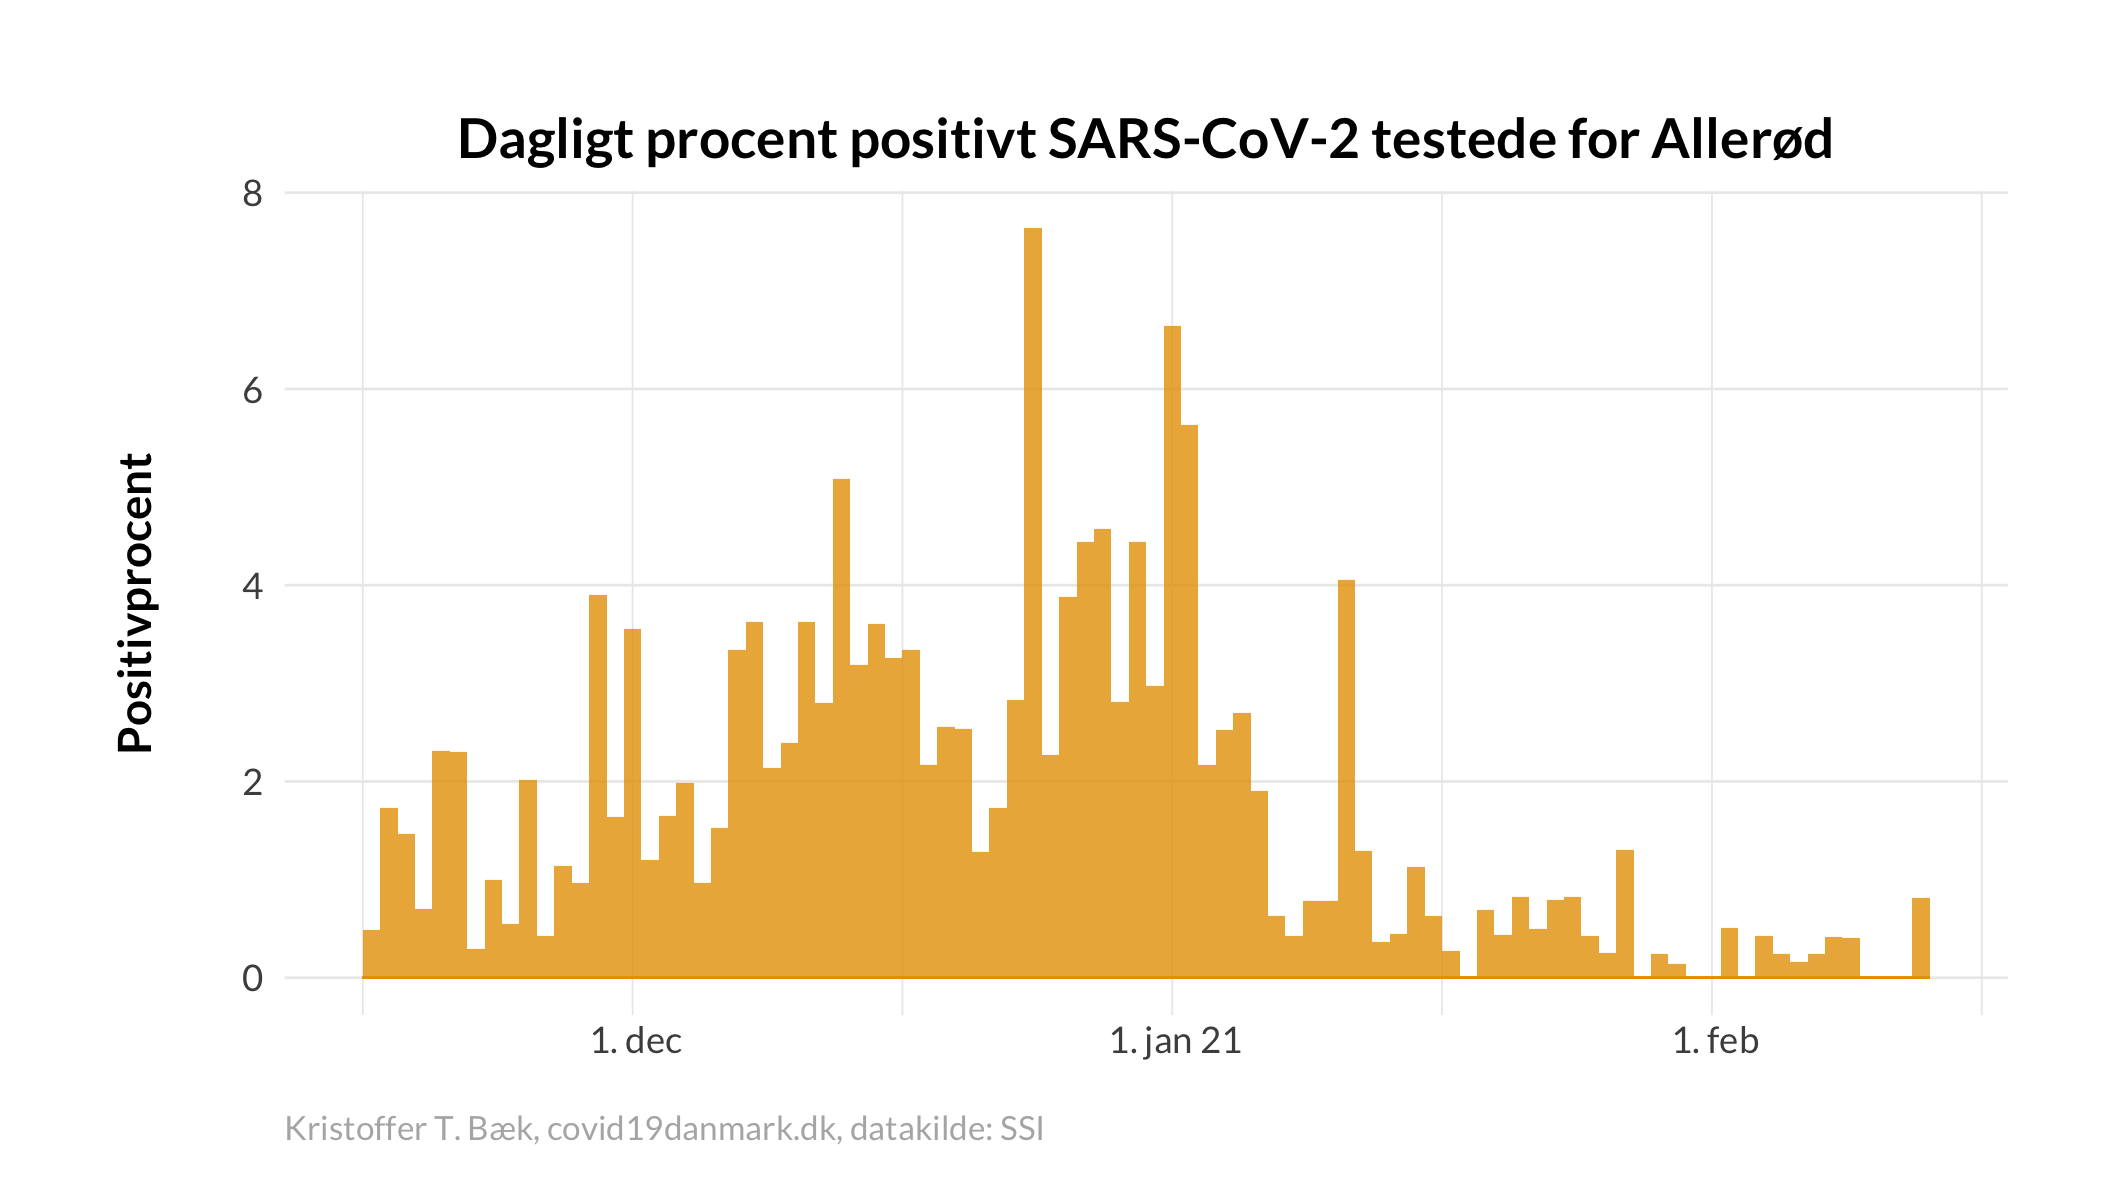 Dagligt procent positivt SARS-CoV-2 testede for Allerød
Positivprocent
8
6
4
2
0
1. dec
1. jan 21
1. feb
Kristoffer T. Bæk, covid19danmark.dk, datakilde: SSI